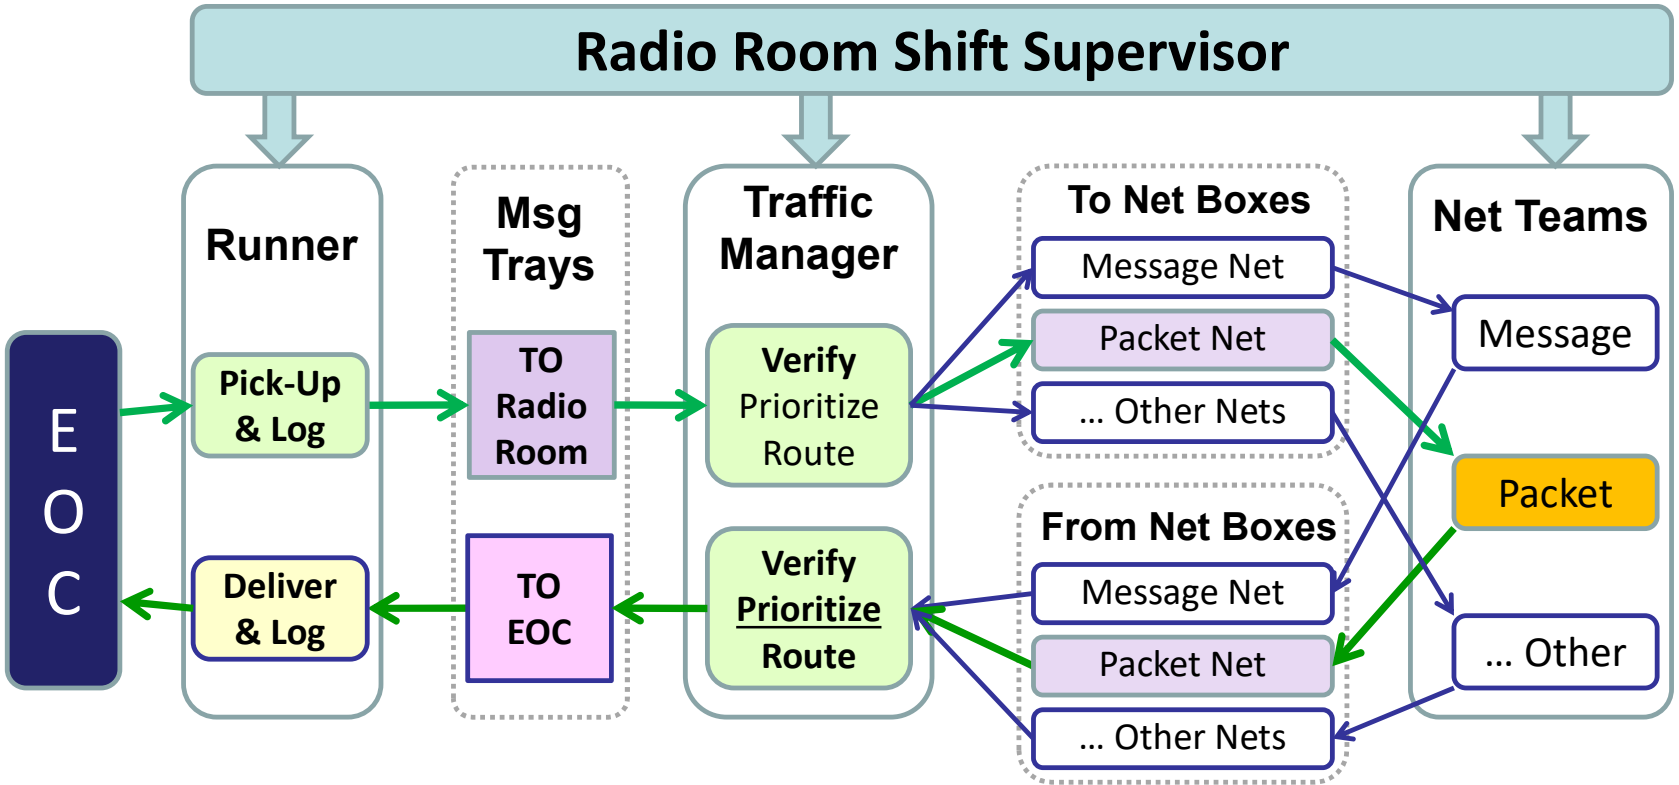 Radio Room Shift Supervisor
E
O
C
Runner
Pick-Up
& Log
Deliver
& Log
Msg
Trays
TO
Radio
Room
TO
EOC
Traffic
Manager
Verify
Prioritize
Route
Verify
Prioritize
Route
To Net Boxes
Message Net
Packet Net
... Other Nets
From Net Boxes
Message Net
Packet Net
... Other Nets
Net Teams
Message
Packet
... Other